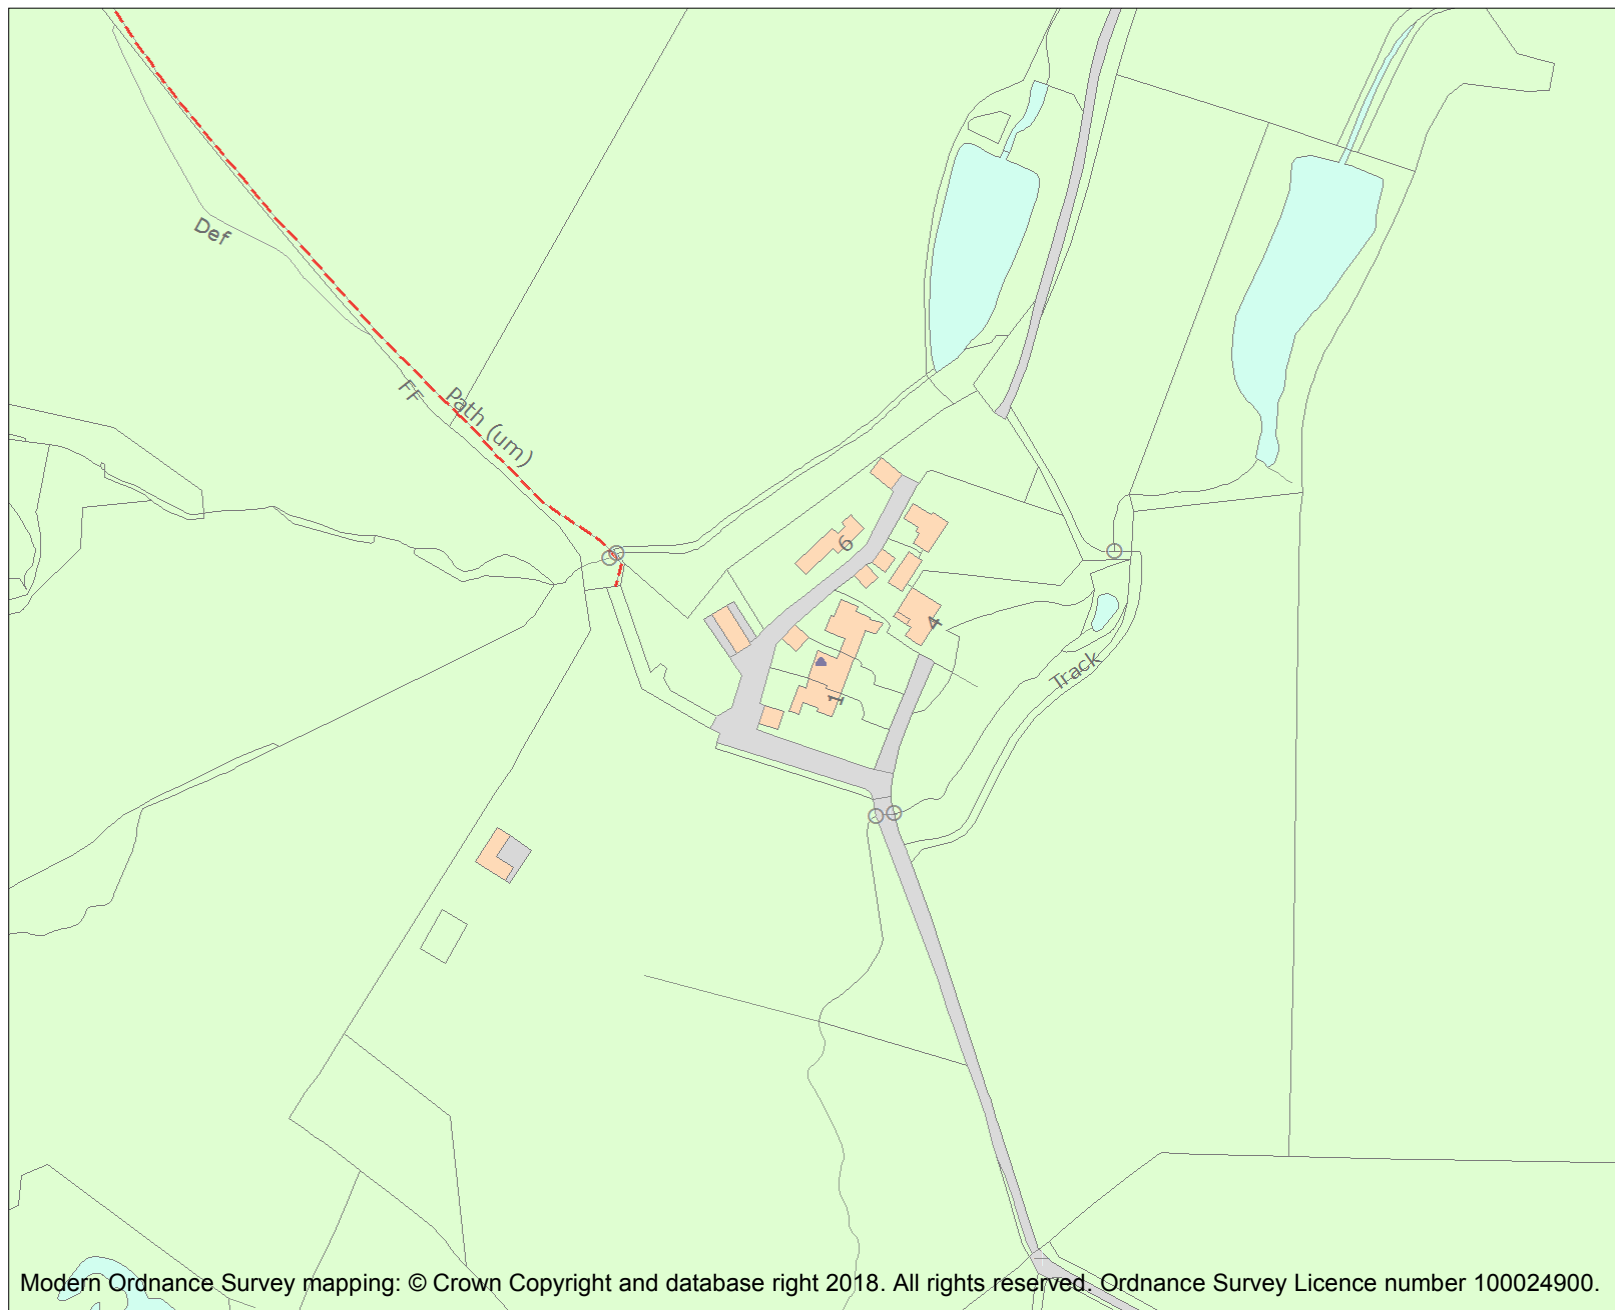 Def
FF
Path (um)
6
4
1
Track
Modern Ordnance Survey mapping: © Crown Copyright and database right 2018. All rights reserved. Ordnance Survey Licence number 100024900.